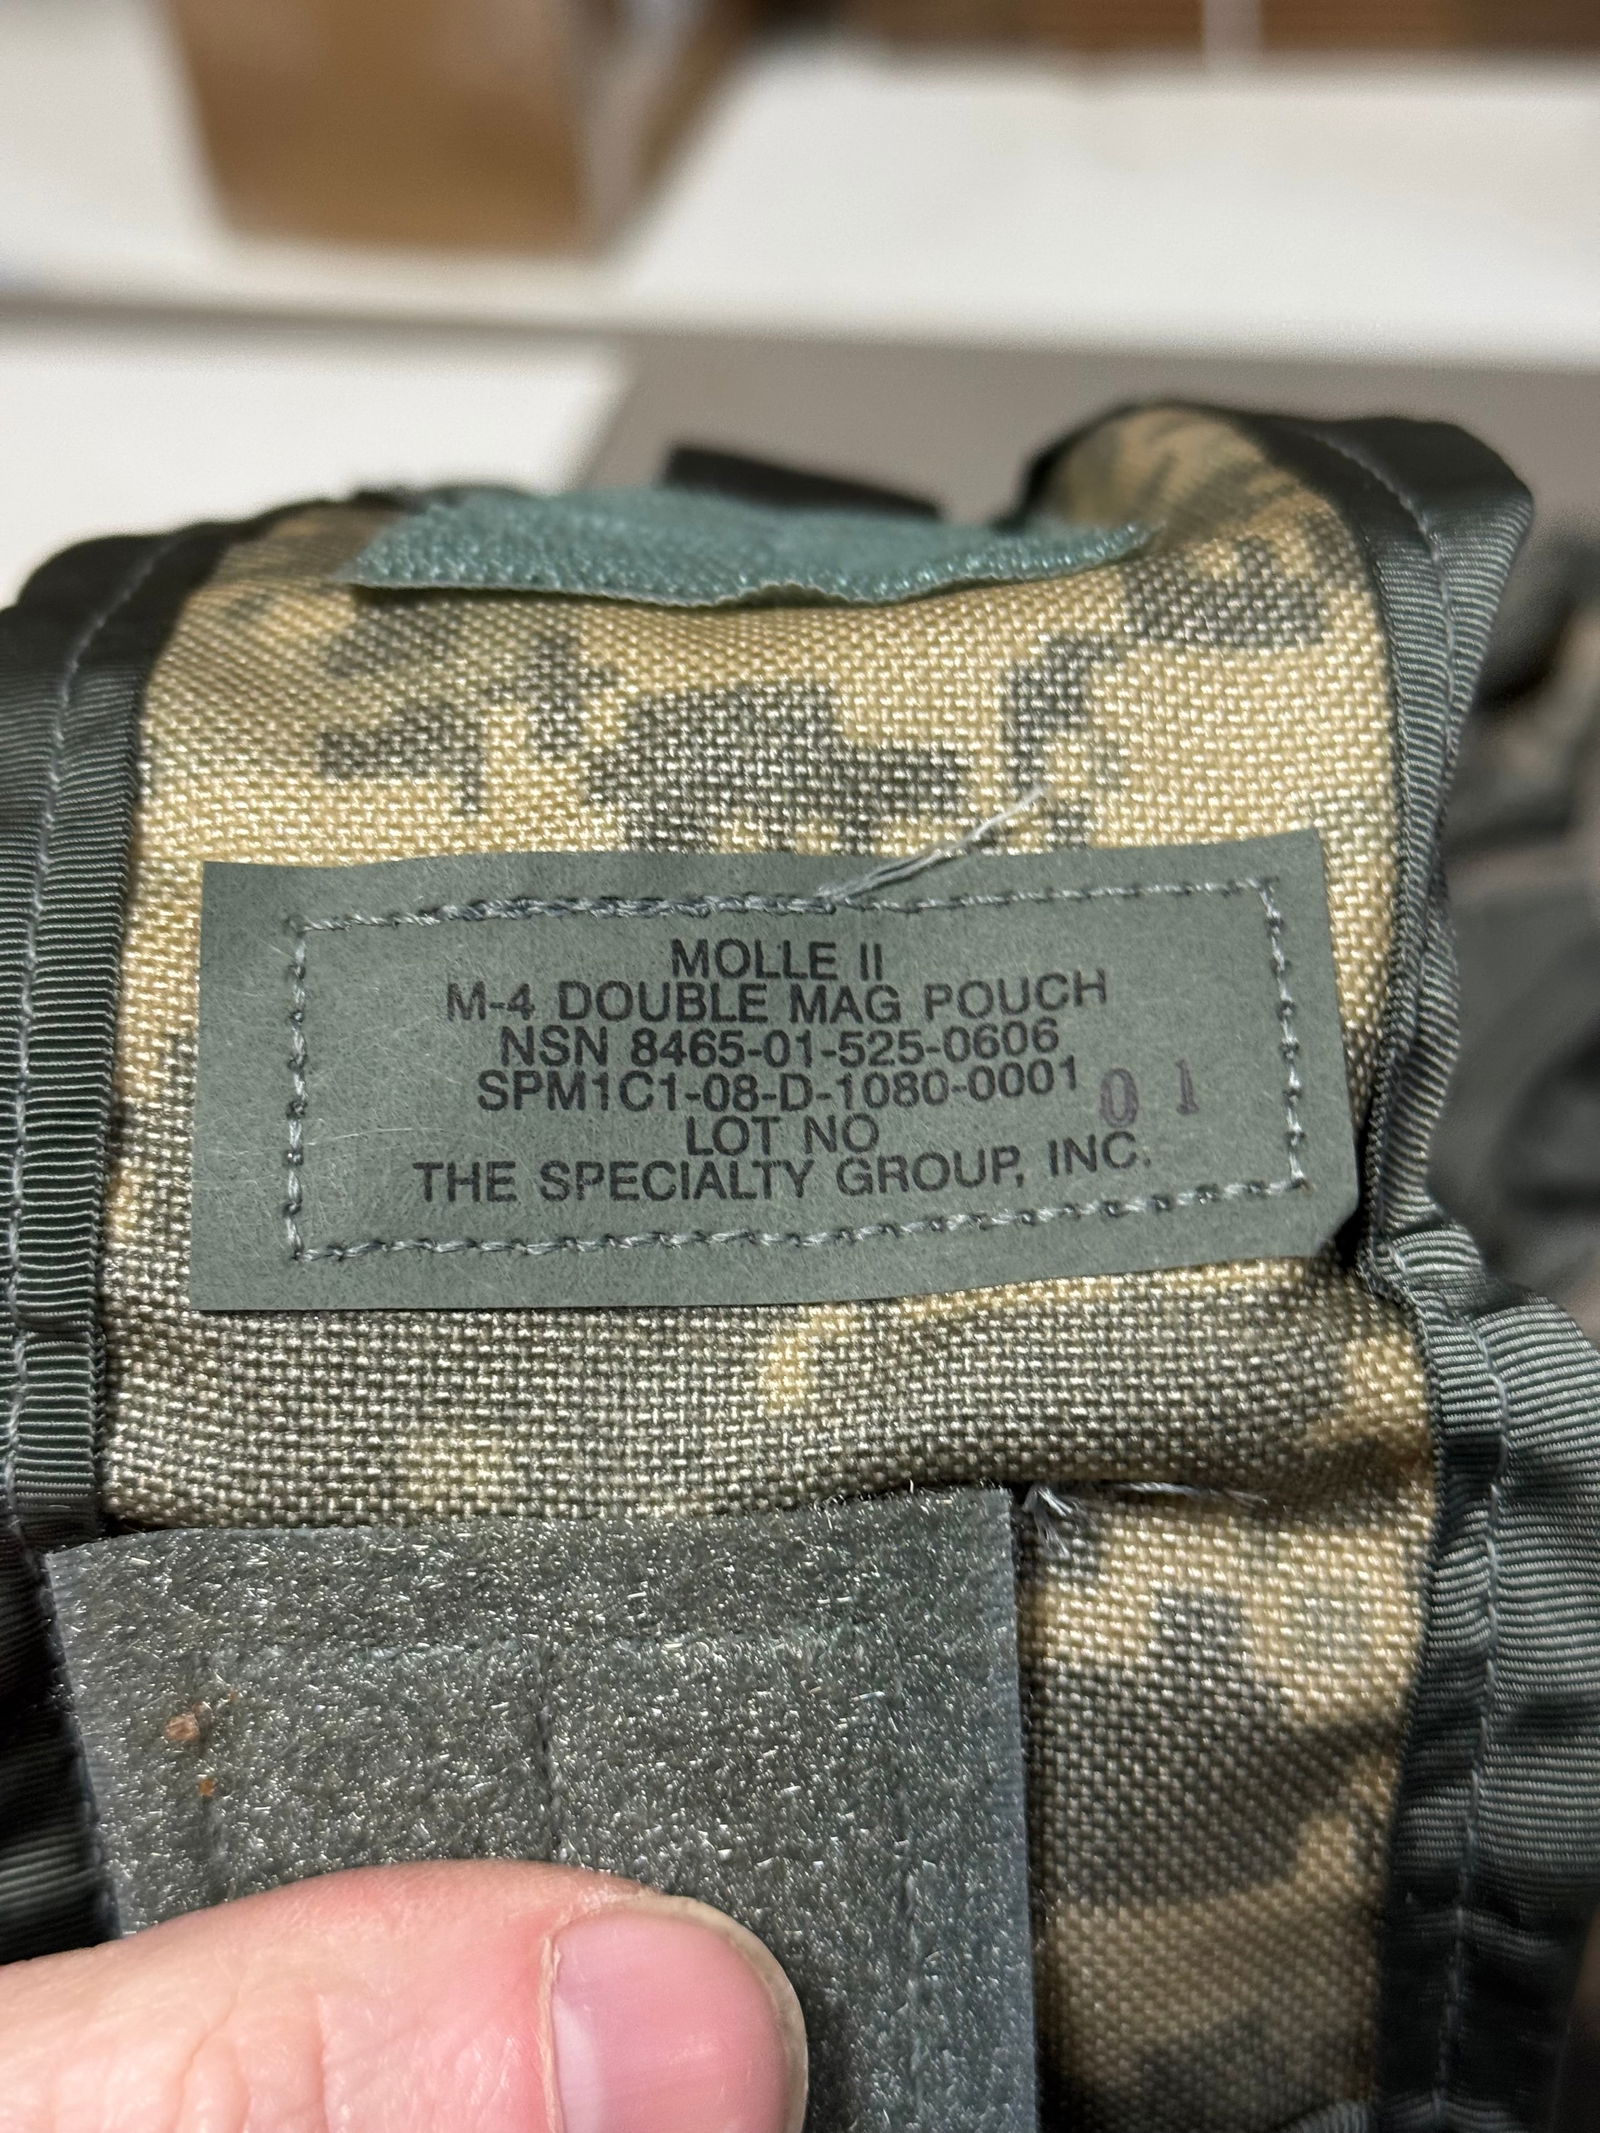 MOLLE II
M-4 DOUBLE MAG POUCH
NSN 8465-01-525-0606
SPM1C1-08-D-1080-0001
LOT NO 01
THE SPECIALTY GROUP, INC.